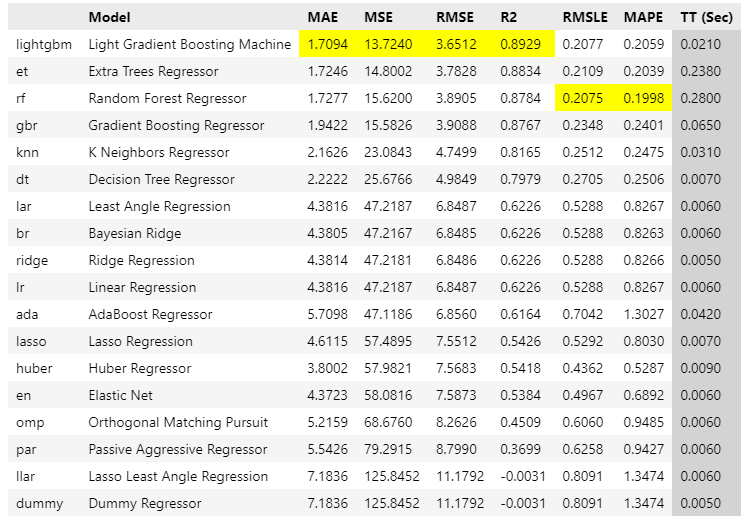 Model MAE MSE RMSE R2 RMSLE MAPE TT (Sec)
lightgbm Light Gradient Boosting Machine 1.7094 13.7240 3.6512 0.8929 0.2077 0.2059 0.0210
et Extra Trees Regressor 1.7246 14.8002 3.7828 0.8834 0.2109 0.2039 0.2380
rf Random Forest Regressor 1.7277 15.6200 3.8905 0.8784 0.2075 0.1998 0.2800
gbr Gradient Boosting Regressor 1.9422 15.5826 3.9088 0.8767 0.2348 0.2401 0.0650
knn K Neighbors Regressor 2.1626 23.0843 4.7499 0.8165 0.2512 0.2475 0.0310
dt Decision Tree Regressor 2.2222 25.6766 4.9849 0.7979 0.2705 0.2506 0.0070
lar Least Angle Regression 4.3816 47.2187 6.8487 0.6226 0.5288 0.8267 0.0060
br Bayesian Ridge 4.3805 47.2167 6.8485 0.6226 0.5288 0.8263 0.0060
ridge Ridge Regression 4.3814 47.2181 6.8486 0.6226 0.5288 0.8266 0.0050
lr Linear Regression 4.3816 47.2187 6.8487 0.6226 0.5288 0.8267 0.0060
ada AdaBoost Regressor 5.7098 47.1186 6.8560 0.6164 0.7042 1.3027 0.0420
lasso Lasso Regression 4.6115 57.4895 7.5512 0.5426 0.5292 0.8030 0.0070
huber Huber Regressor 3.8002 57.9821 7.5683 0.5418 0.4362 0.5287 0.0090
en Elastic Net 4.3723 58.0816 7.5873 0.5384 0.4967 0.6892 0.0060
omp Orthogonal Matching Pursuit 5.2159 68.6760 8.2626 0.4509 0.6060 0.9485 0.0060
par Passive Aggressive Regressor 5.5426 79.2915 8.7990 0.3699 0.6258 0.9427 0.0060
llar Lasso Least Angle Regression 7.1836 125.8452 11.1792 -0.0031 0.8091 1.3474 0.0060
dummy Dummy Regressor 7.1836 125.8452 11.1792 -0.0031 0.8091 1.3474 0.0050